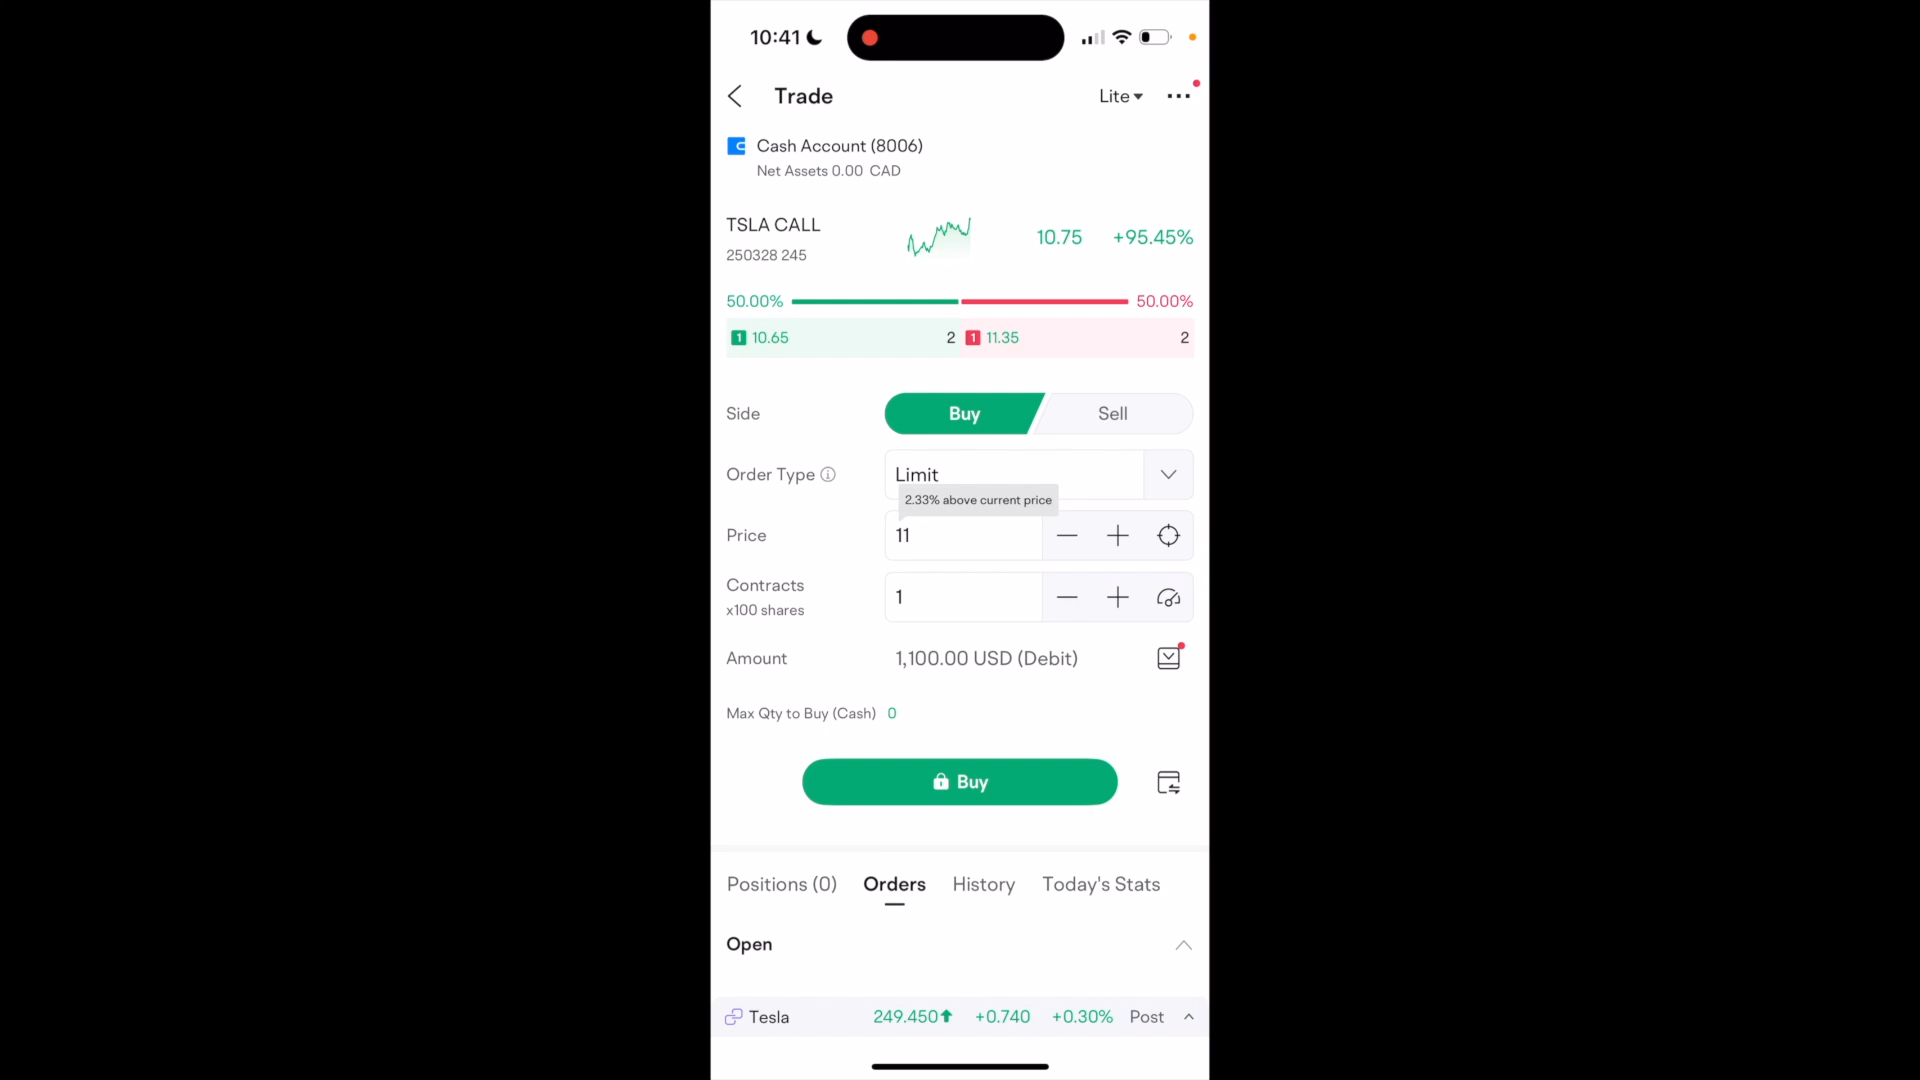 10:41
Trade
Lite
Cash Account (8006)
Net Assets 0.00 CAD
TSLA CALL
250328 245
10.75 +95.45%
50.00% 50.00%
1 10.65 2 1 11.35 2
Side Buy Sell
Order Type Limit
2.33% above current price
Price 11
Contracts
x100 shares
1
Amount 1,100.00 USD (Debit)
Max Qty to Buy (Cash) 0
Buy
Positions (0) Orders History Today's Stats
Open
Tesla 249.450 +0.740 +0.30% Post